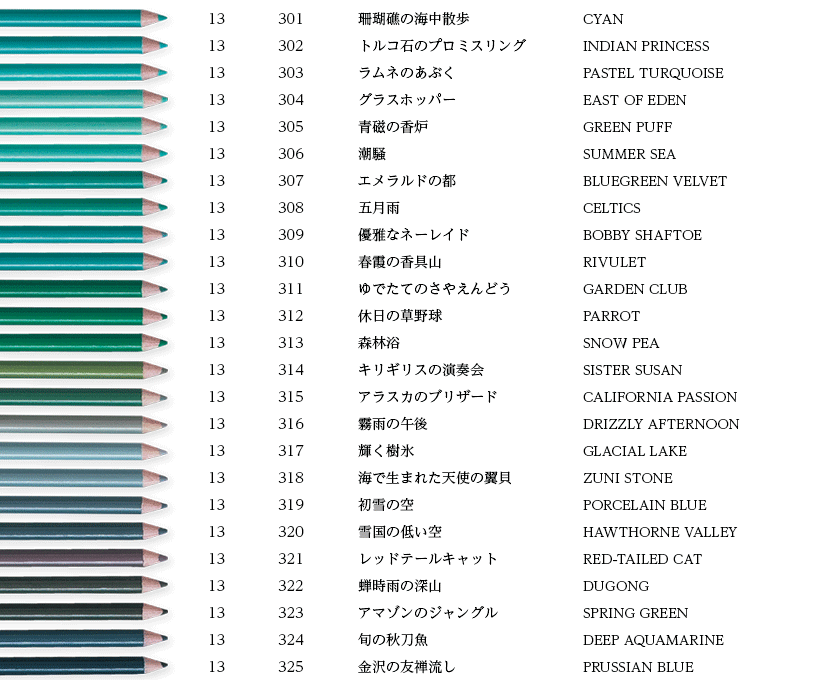 13 301 珊瑚礁の海中散歩 CYAN
13 302 トルコ石のプロミスリング INDIAN PRINCESS
13 303 ラムネのあぶく PASTEL TURQUOISE
13 304 グラスホッパー EAST OF EDEN
13 305 青磁の香炉 GREEN PUFF
13 306 潮騒 SUMMER SEA
13 307 エメラルドの都 BLUEGREEN VELVET
13 308 五月雨 CELTICS
13 309 優雅なネーレイド BOBBY SHAFTOE
13 310 春霞の香具山 RIVULET
13 311 ゆでたてのさやえんどう GARDEN CLUB
13 312 休日の草野球 PARROT
13 313 森林浴 SNOW PEA
13 314 キリギリスの演奏会 SISTER SUSAN
13 315 アラスカのブリザード CALIFORNIA PASSION
13 316 霧雨の午後 DRIZZLY AFTERNOON
13 317 輝く樹氷 GLACIAL LAKE
13 318 海で生まれた天使の翼貝 ZUNI STONE
13 319 初雪の空 PORCELAIN BLUE
13 320 雪国の低い空 HAWTHORNE VALLEY
13 321 レッドテールキャット RED-TAILED CAT
13 322 蝉時雨の深山 DUGONG
13 323 アマゾンのジャングル SPRING GREEN
13 324 旬の秋刀魚 DEEP AQUAMARINE
13 325 金沢の友禅流し PRUSSIAN BLUE